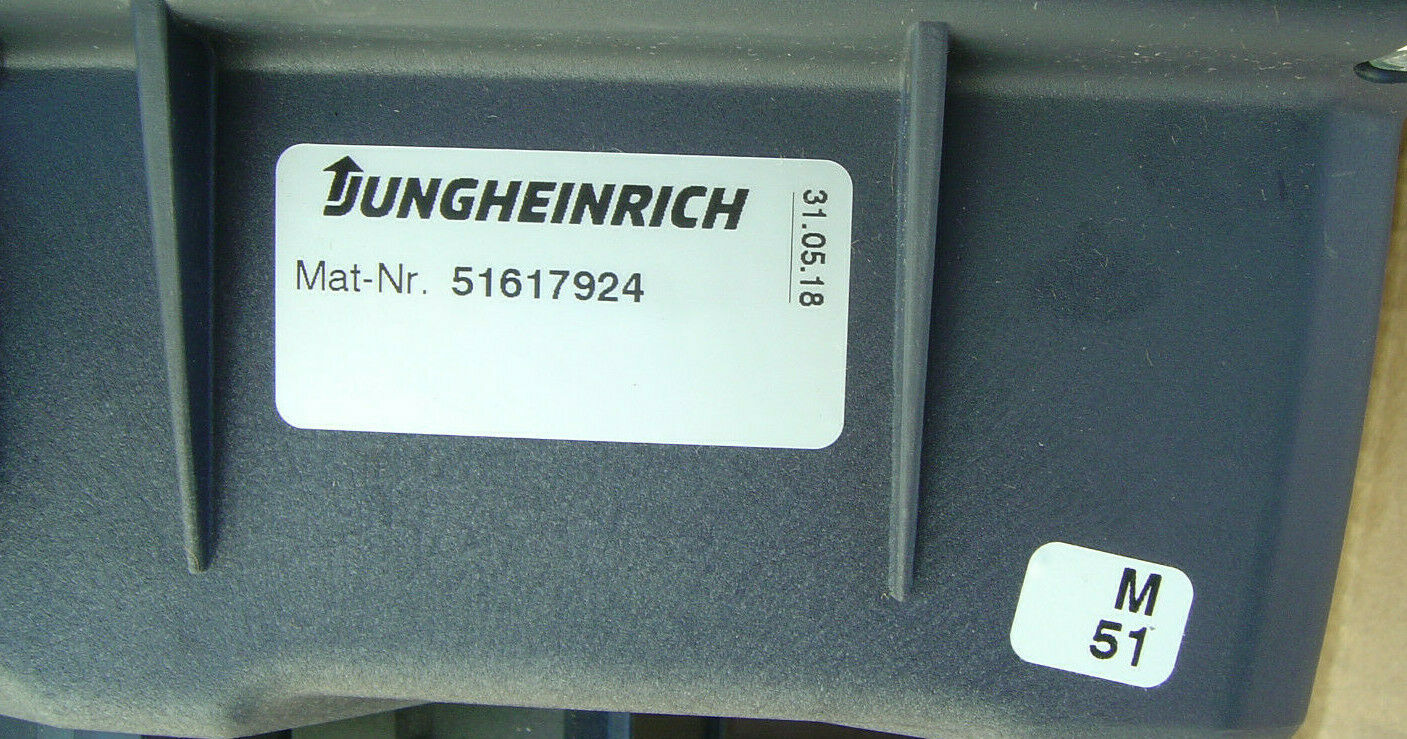 JUNGHEINRICH
Mat-Nr. 51617924
31.05.18
M
51